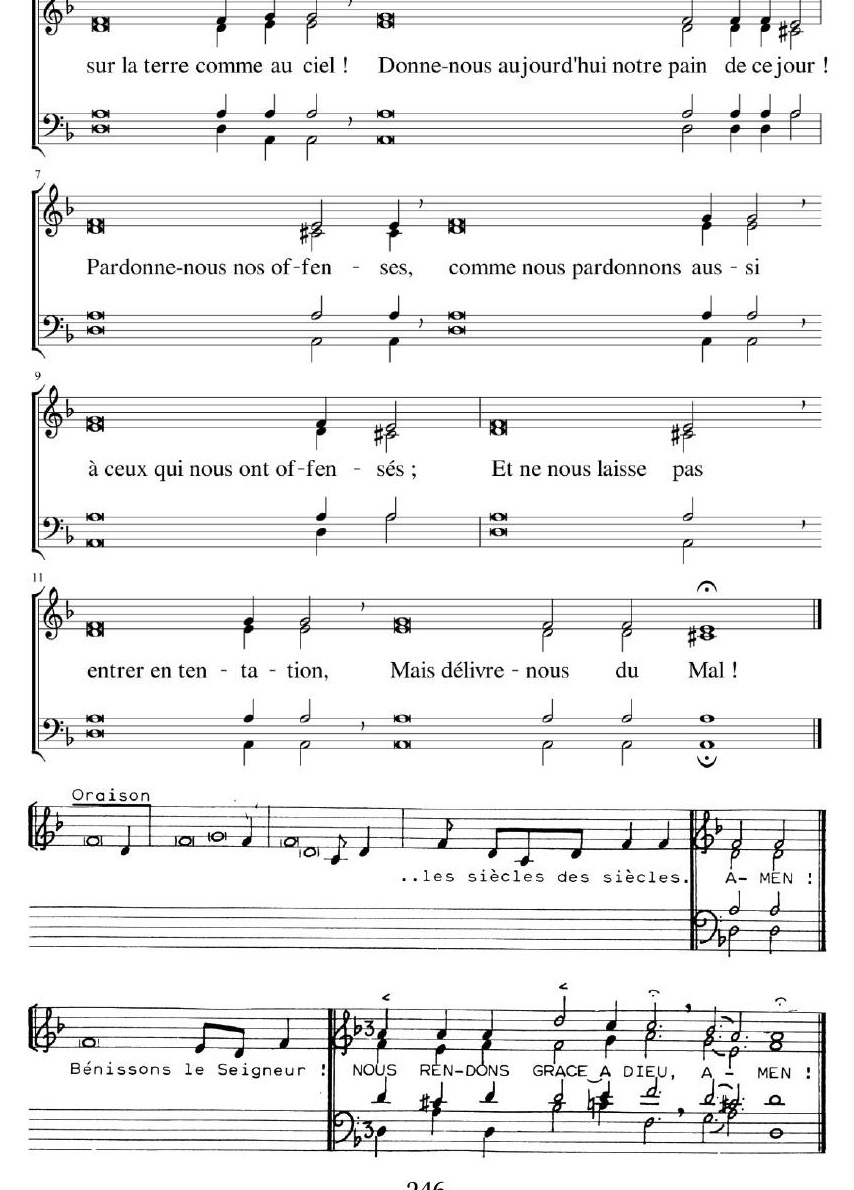 sur la terre comme au ciel ! Donne-nous aujourd'hui notre pain de ce jour !
7
Pardonne-nous nos of-fen - ses, comme nous pardonnons aus - si
9
à ceux qui nous ont of-fen - sés ; Et ne nous laisse pas
11
entrer en ten - ta - tion, Mais délivre - nous du Mal !
Oraison
..les siècles des siècles. A- MEN !
3
Bénissons le Seigneur ! NOUS REN-DONS GRACE A DIEU, A - MEN !
3
246